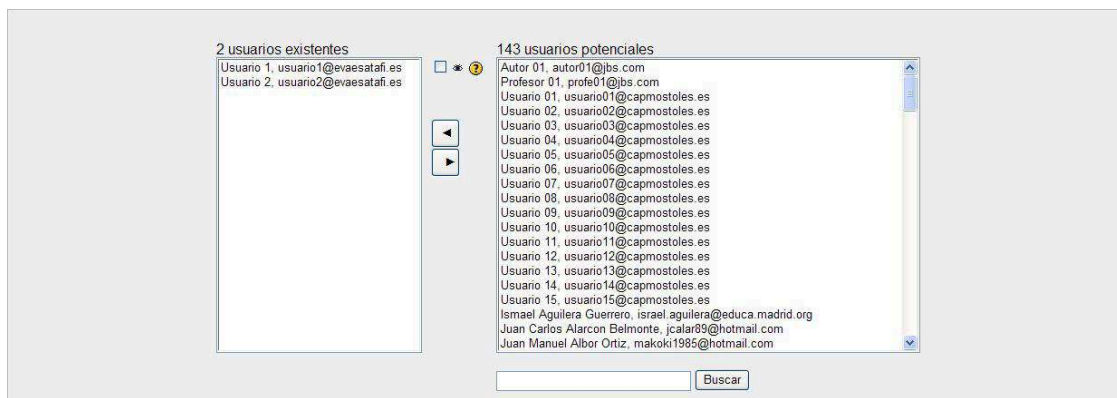 2 usuarios existentes
Usuario 1, usuario1@evaesatafi.es
Usuario 2, usuario2@evaesatafi.es
143 usuarios potenciales
Autor 01, autor01@jbs.com
Profesor 01, profe01@jbs.com
Usuario 01, usuario01@capmostoles.es
Usuario 02, usuario02@capmostoles.es
Usuario 03, usuario03@capmostoles.es
Usuario 04, usuario04@capmostoles.es
Usuario 05, usuario05@capmostoles.es
Usuario 06, usuario06@capmostoles.es
Usuario 07, usuario07@capmostoles.es
Usuario 08, usuario08@capmostoles.es
Usuario 09, usuario09@capmostoles.es
Usuario 10, usuario10@capmostoles.es
Usuario 11, usuario11@capmostoles.es
Usuario 12, usuario12@capmostoles.es
Usuario 13, usuario13@capmostoles.es
Usuario 14, usuario14@capmostoles.es
Usuario 15, usuario15@capmostoles.es
Ismael Aguilera Guerrero, israel.aguilera@educa.madrid.org
Juan Carlos Alarcon Belmonte, jcalar89@hotmail.com
Juan Manuel Albor Ortiz, makoki1985@hotmail.com
Buscar